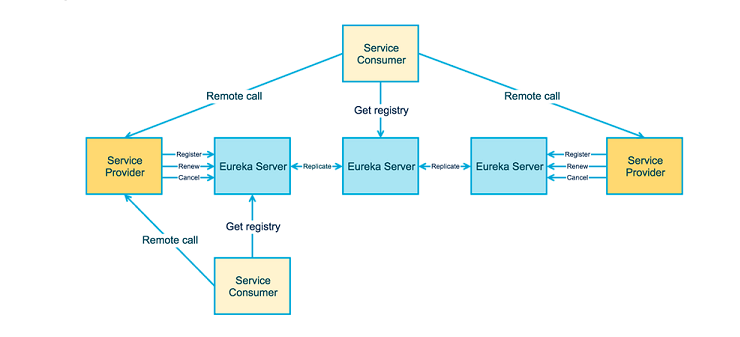 Service
Consumer
Remote call
Remote call
Get registry
Service
Provider
Register
Renew
Cancel
Eureka Server
Replicate
Eureka Server
Replicate
Eureka Server
Register
Renew
Cancel
Service
Provider
Get registry
Remote call
Service
Consumer